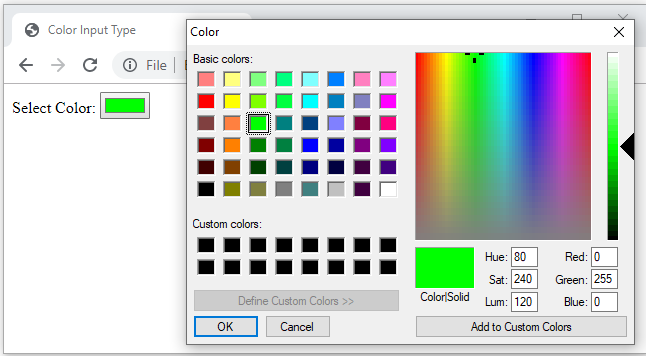 Color Input Type
File
Select Color:
Color
Basic colors:
Custom colors:
Define Custom Colors >>
OK
Cancel
Color|Solid
Hue: 80
Sat: 240
Lum: 120
Red: 0
Green: 255
Blue: 0
Add to Custom Colors